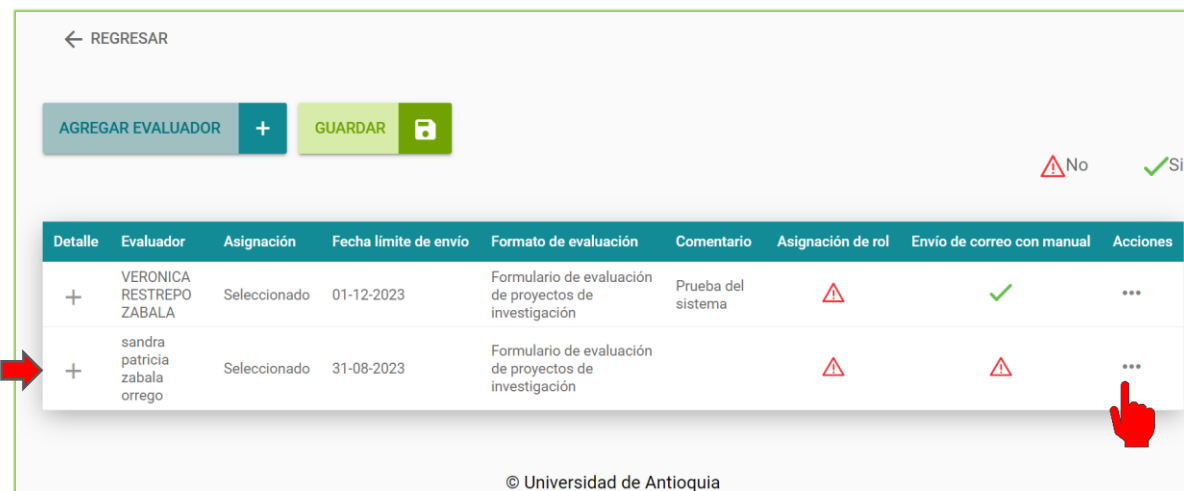 REGRESAR
AGREGAR EVALUADOR + GUARDAR
No Si
Detalle Evaluador Asignación Fecha límite de envío Formato de evaluación Comentario Asignación de rol Envío de correo con manual Acciones
VERONICA
RESTREPO
ZABALA
Seleccionado 01-12-2023
Formulario de evaluación
de proyectos de
investigación
Prueba del
sistema
sandra
patricia
zabala
orrego
Seleccionado 31-08-2023
Formulario de evaluación
de proyectos de
investigación
© Universidad de Antioquia